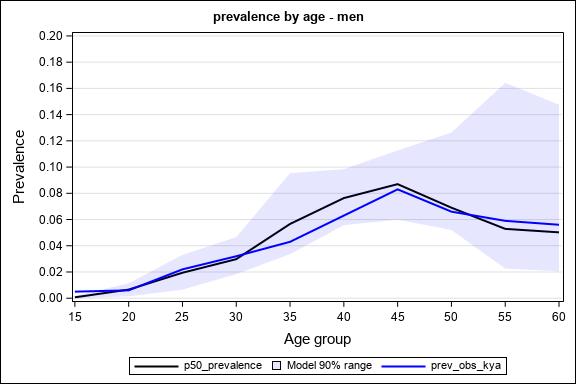 prevalence by age - men
0.20
0.18
0.16
0.14
0.12
0.10
0.08
0.06
0.04
0.02
0.00
Prevalence
15 20 25 30 35 40 45 50 55 60
Age group
p50_prevalence Model 90% range prev_obs_kya